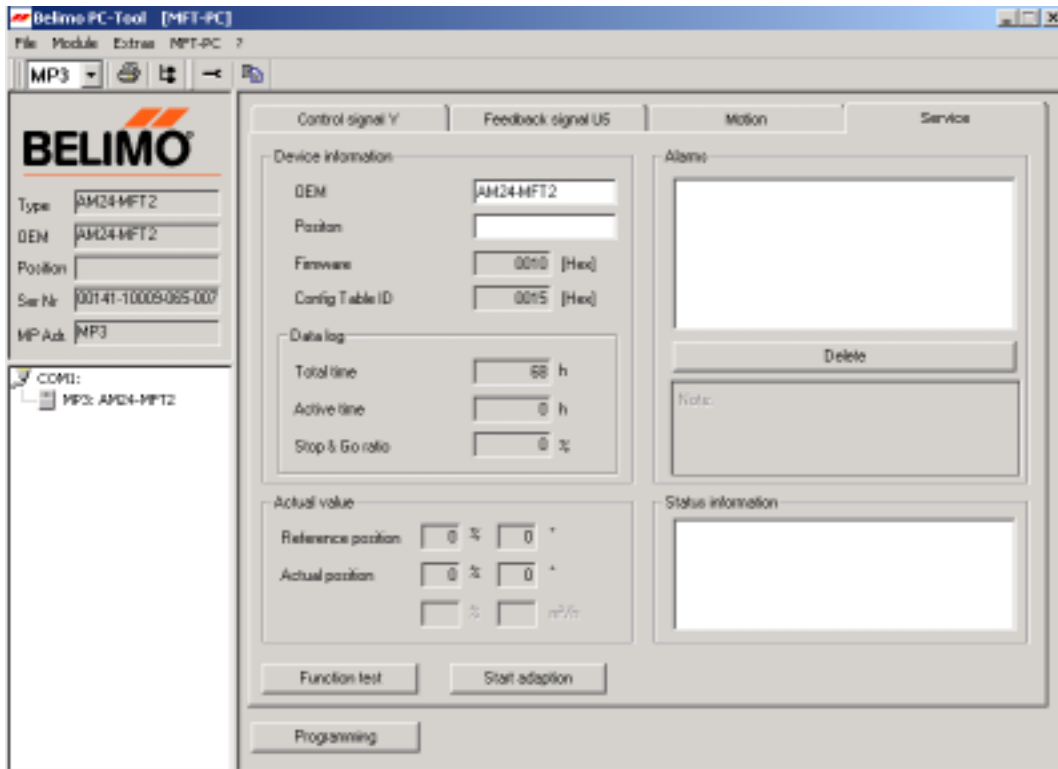 Belimo PC-Tool [MFT-PC]
File Module Extras MFT-PC ?
MP3
BELIMO
Type AM24-MFT2
OEM AM24-MFT2
Position
Ser Nr 00141-10009-065-007
MP Adr. MP3
COM1:
MP3: AM24-MFT2
Control signal Y Feedback signal U5 Motion Service
Device information
OEM AM24-MFT2
Position
Firmware 0010 [Hex]
Config Table ID 0015 [Hex]
Data log
Total time 68 h
Active time 0 h
Stop & Go ratio 0 %
Actual value
Reference position 0 % 0 °
Actual position 0 % 0 °
% m³/h
Function test Start adaption
Programming
Alarms
Delete
Note:
Status information